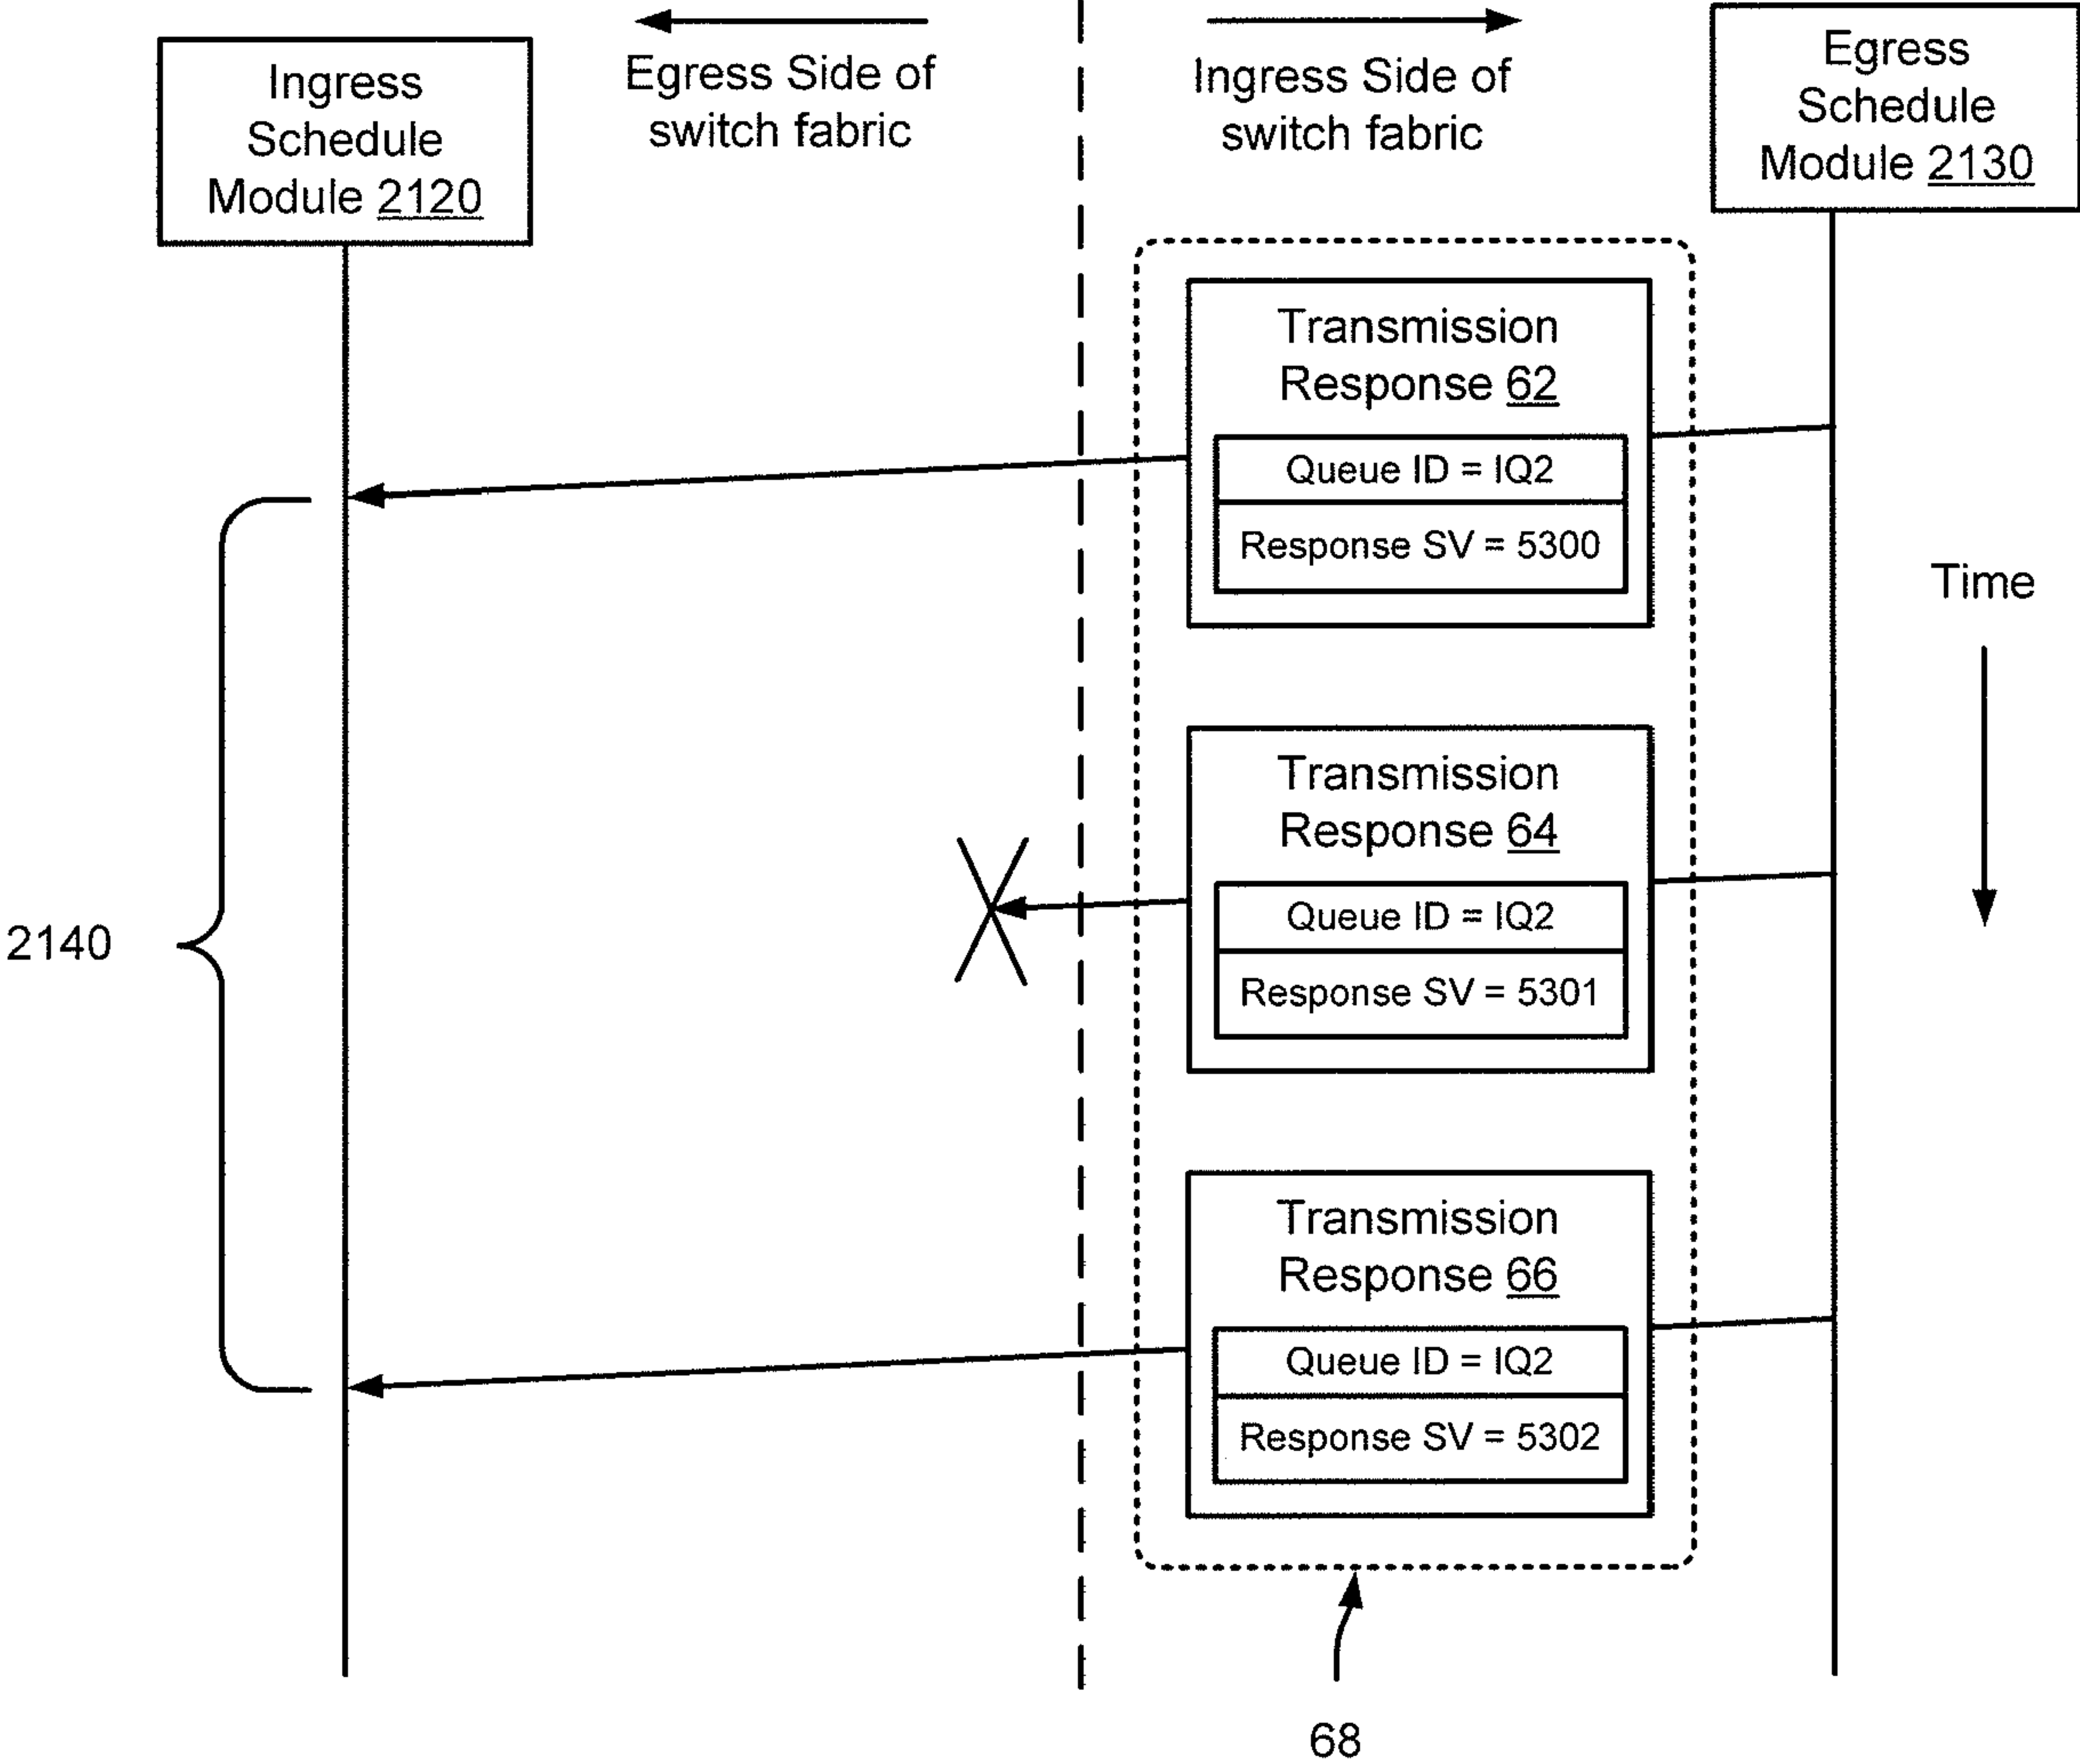 Ingress
Schedule
Module 2120
Egress Side of
switch fabric
Ingress Side of
switch fabric
Egress
Schedule
Module 2130
Transmission
Response 62
Queue ID = IQ2
Response SV = 5300
Time
Transmission
Response 64
Queue ID = IQ2
Response SV = 5301
2140
Transmission
Response 66
Queue ID = IQ2
Response SV = 5302
68